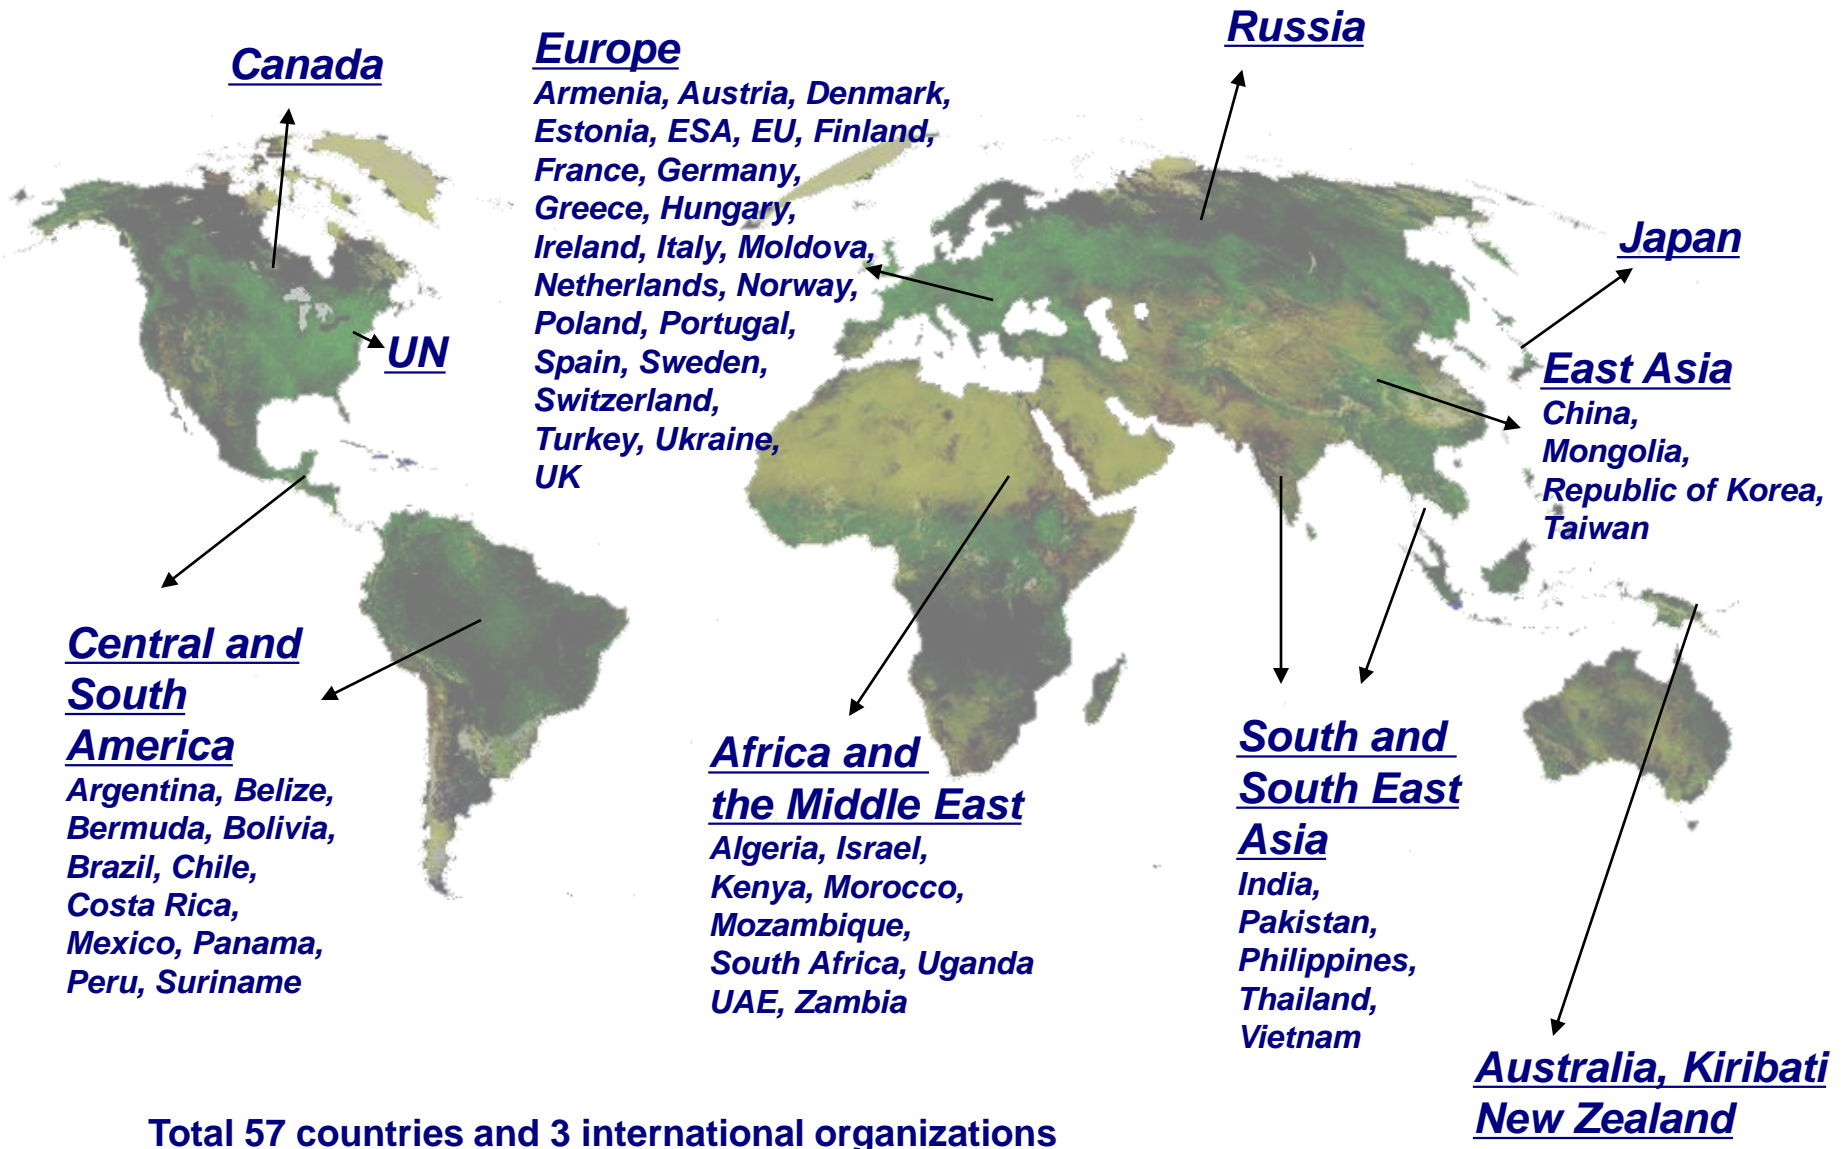 Canada
Europe
Armenia, Austria, Denmark,
Estonia, ESA, EU, Finland,
France, Germany,
Greece, Hungary,
Ireland, Italy, Moldova,
Netherlands, Norway,
Poland, Portugal,
Spain, Sweden,
Switzerland,
Turkey, Ukraine,
UK
Russia
Japan
UN
East Asia
China,
Mongolia,
Republic of Korea,
Taiwan
Central and
South
America
Argentina, Belize,
Bermuda, Bolivia,
Brazil, Chile,
Costa Rica,
Mexico, Panama,
Peru, Suriname
Africa and
the Middle East
Algeria, Israel,
Kenya, Morocco,
Mozambique,
South Africa, Uganda
UAE, Zambia
South and
South East
Asia
India,
Pakistan,
Philippines,
Thailand,
Vietnam
Australia, Kiribati
New Zealand
Total 57 countries and 3 international organizations